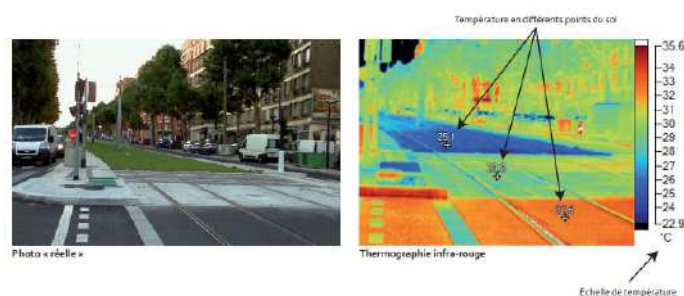 Température en différents points du sol
35.6
34
33
32
31
30
29
28
27
26
25
24
22.9
°C
25.1
Photo « réelle »
Thermographie infra-rouge
Échelle de température